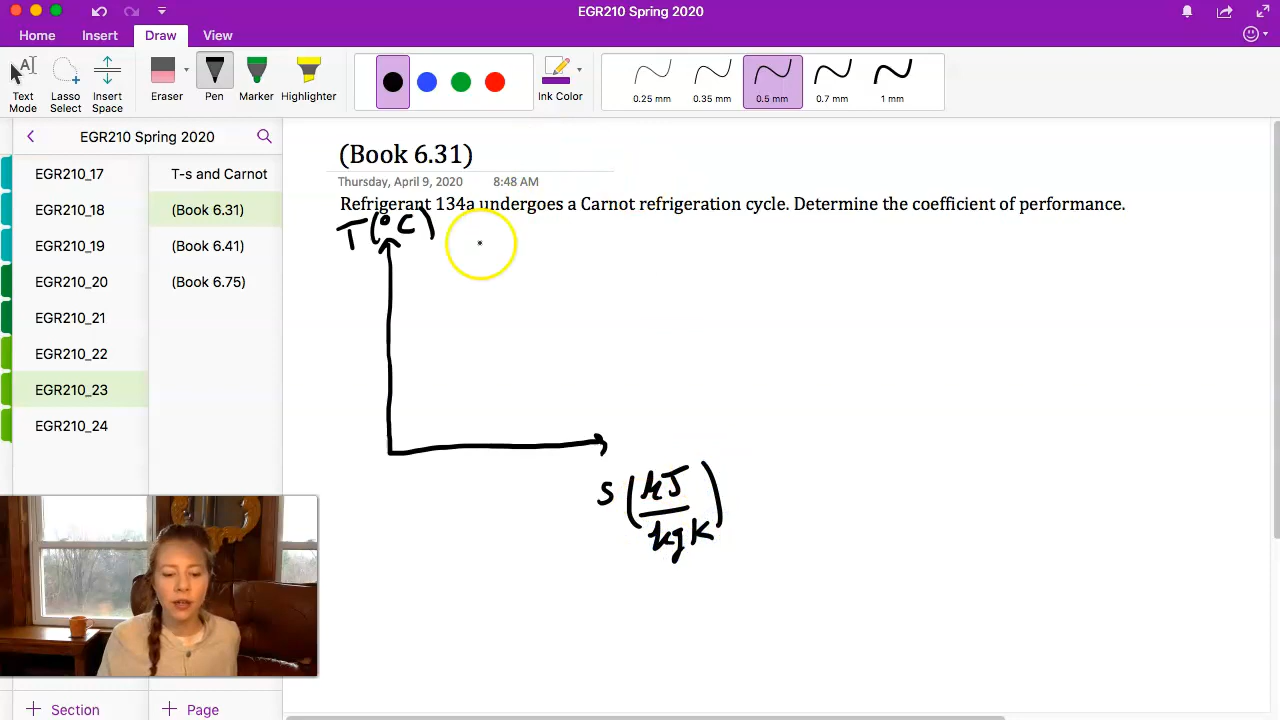 EGR210 Spring 2020
Home Insert Draw View
Text Mode
Lasso Select
Insert Space
Eraser
Pen
Marker
Highlighter
Ink Color
0.25 mm
0.35 mm
0.5 mm
0.7 mm
1 mm
EGR210 Spring 2020
EGR210_17
EGR210_18
EGR210_19
EGR210_20
EGR210_21
EGR210_22
EGR210_23
EGR210_24
T-s and Carnot
(Book 6.31)
(Book 6.41)
(Book 6.75)
+ Section
+ Page
(Book 6.31)
Thursday, April 9, 2020 8:48 AM
Refrigerant 134a undergoes a Carnot refrigeration cycle. Determine the coefficient of performance.
T(°C)
s (kJ/kgK)